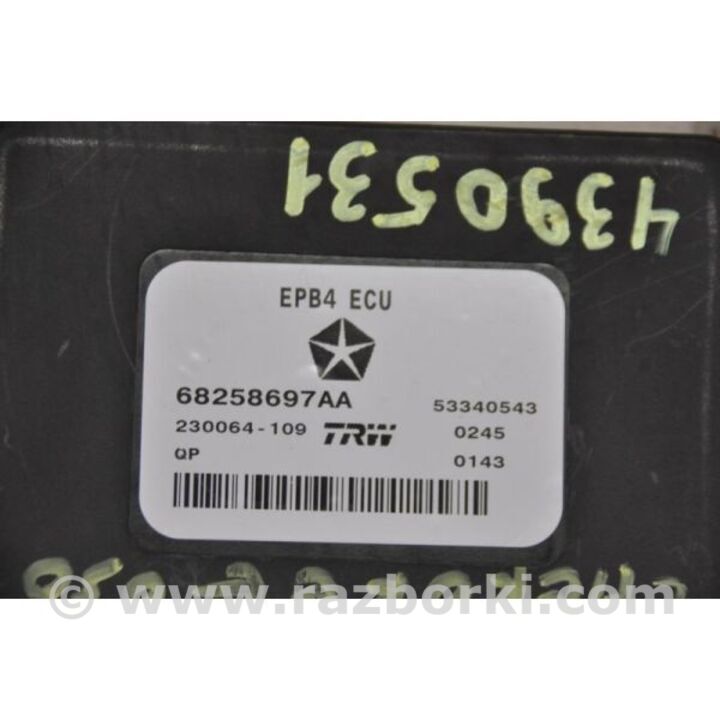 4390531
EPB4 ECU
68258697AA 53340543
230064-109 TRW 0245
QP 0143
© www.razborki.com